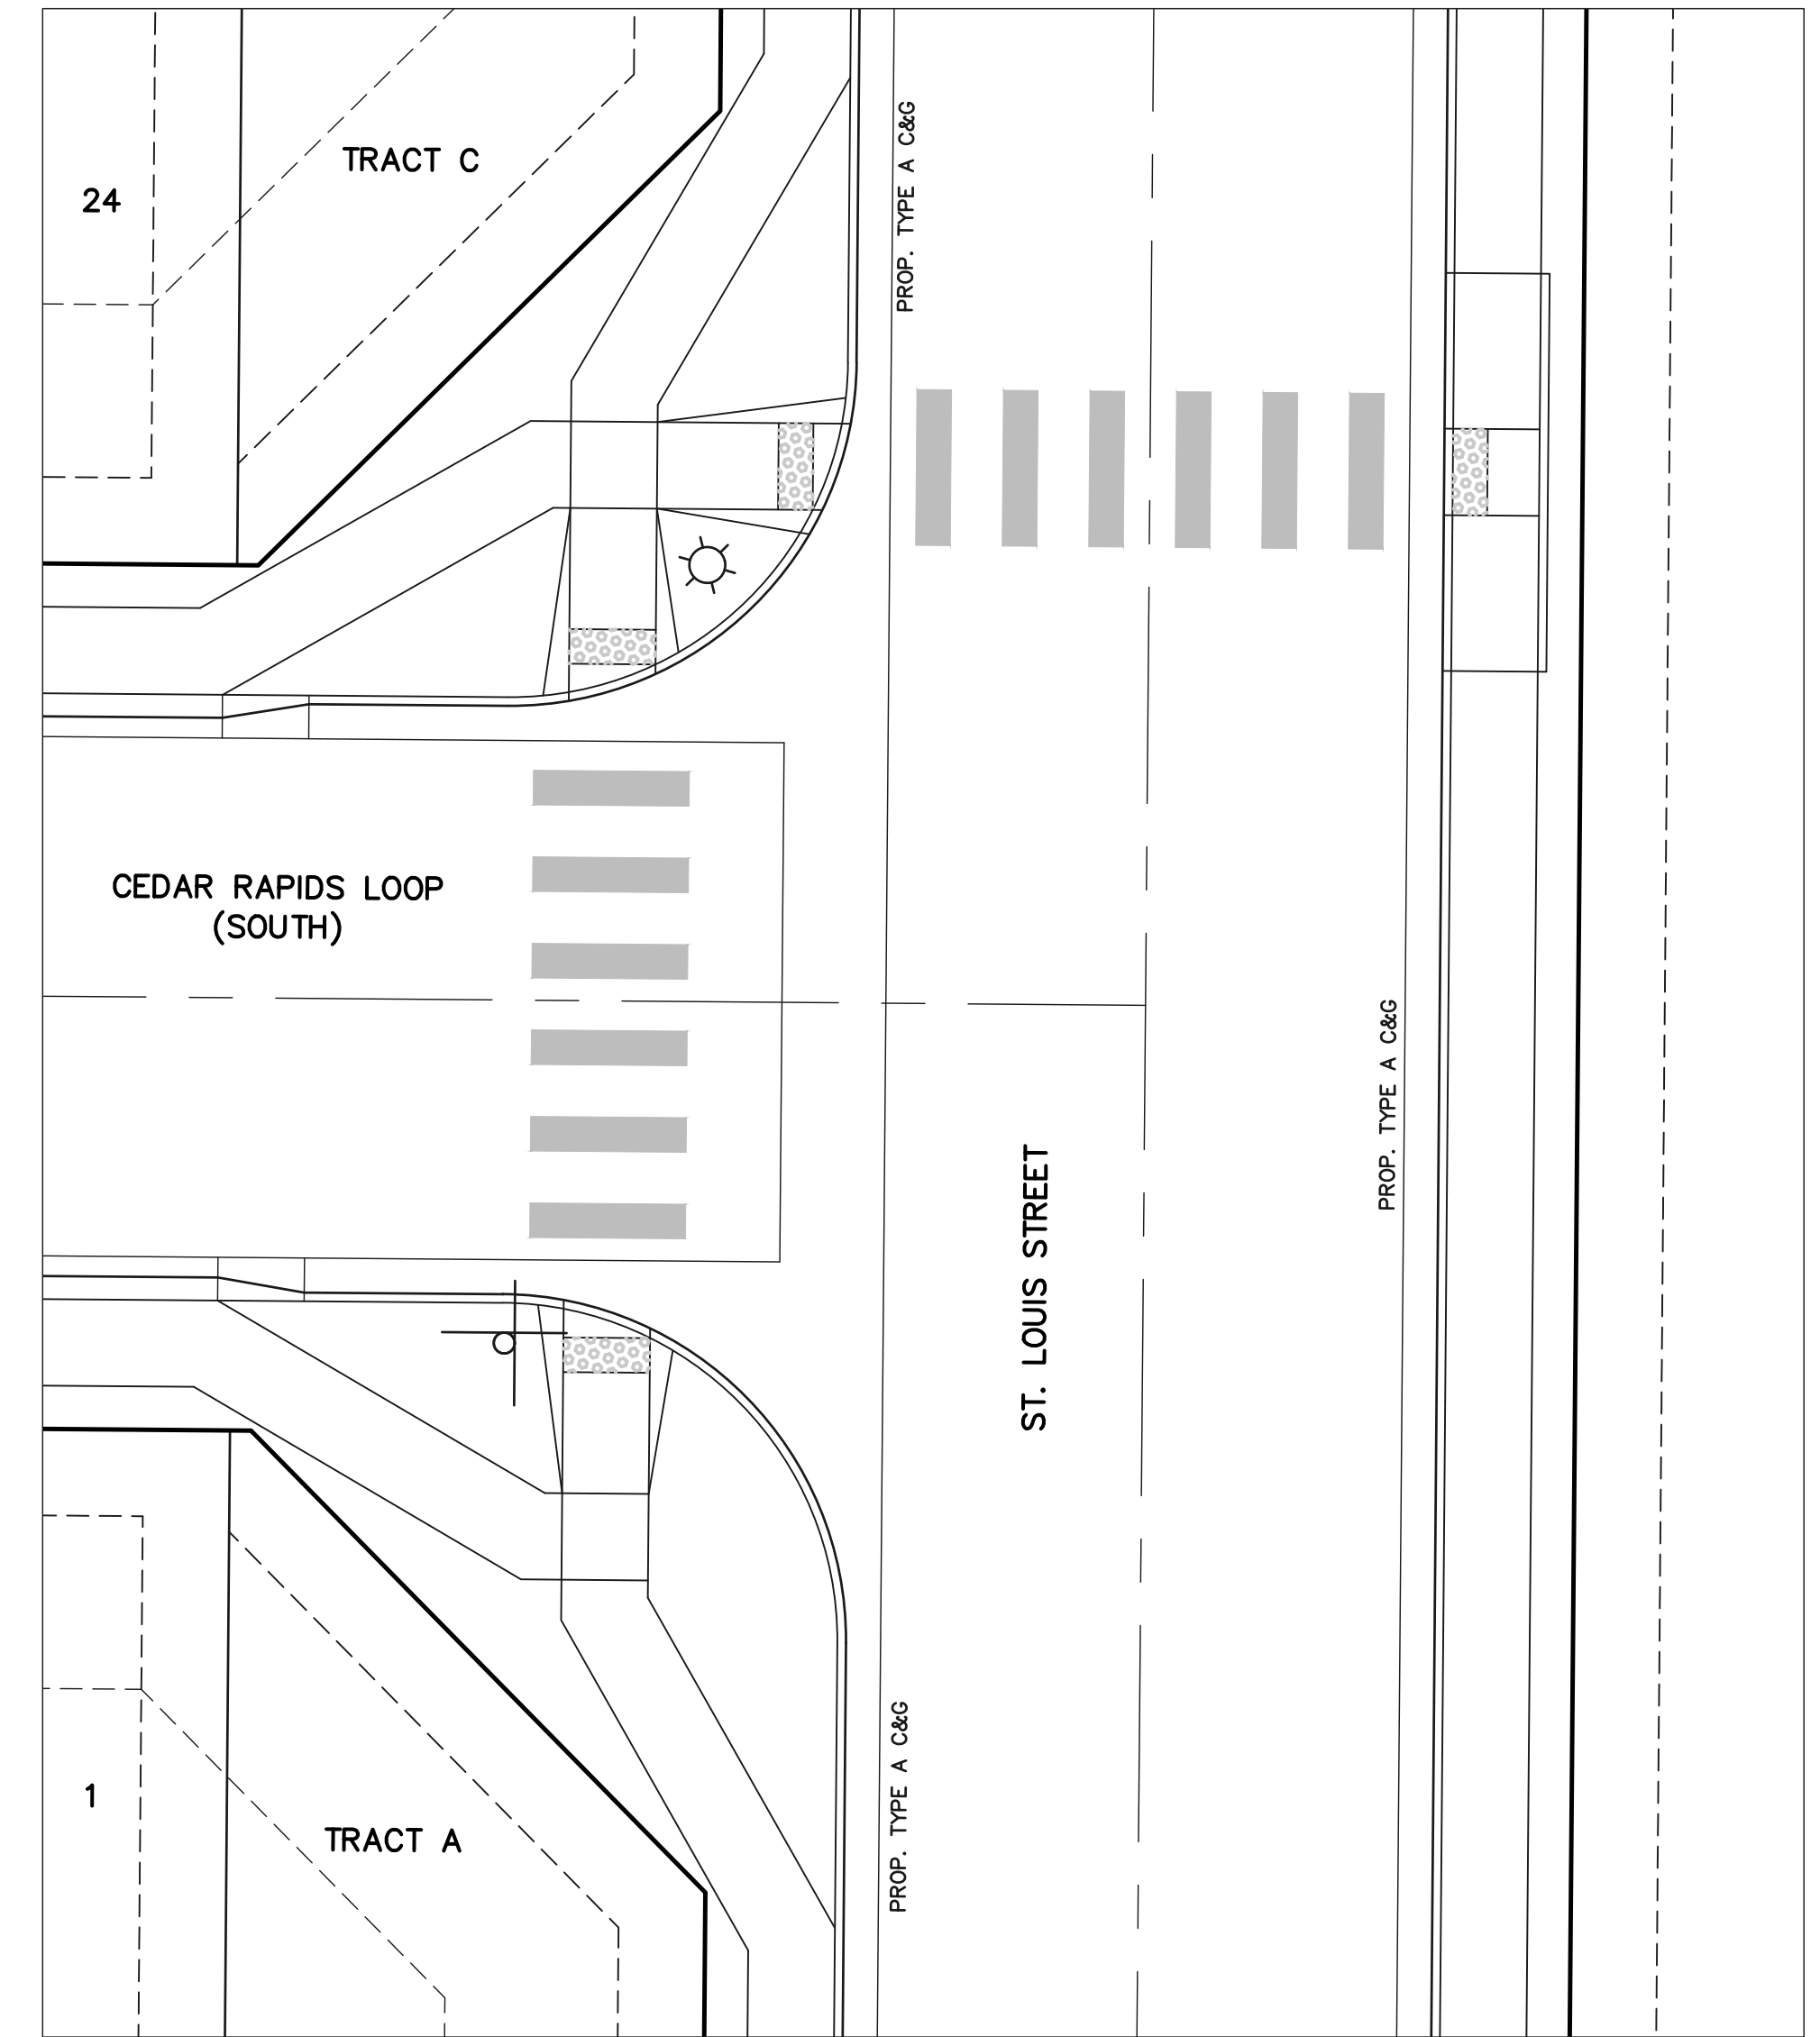 TRACT C
24
PROP. TYPE A C&G
CEDAR RAPIDS LOOP
(SOUTH)
PROP. TYPE A C&G
ST. LOUIS STREET
PROP. TYPE A C&G
1
TRACT A